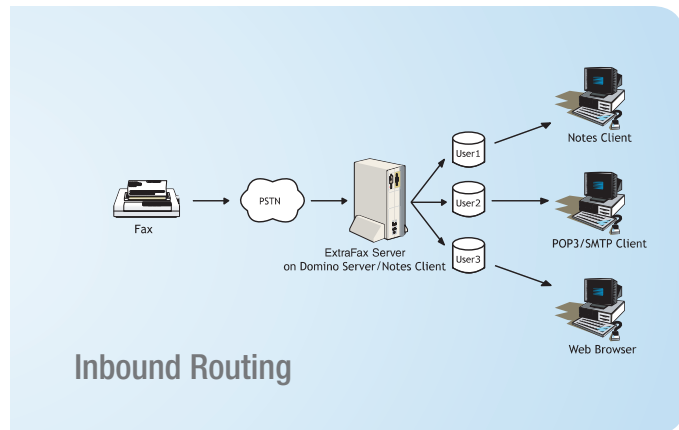 Fax
PSTN
ExtraFax Server
on Domino Server/Notes Client
User1
User2
User3
Notes Client
POP3/SMTP Client
Web Browser
Inbound Routing